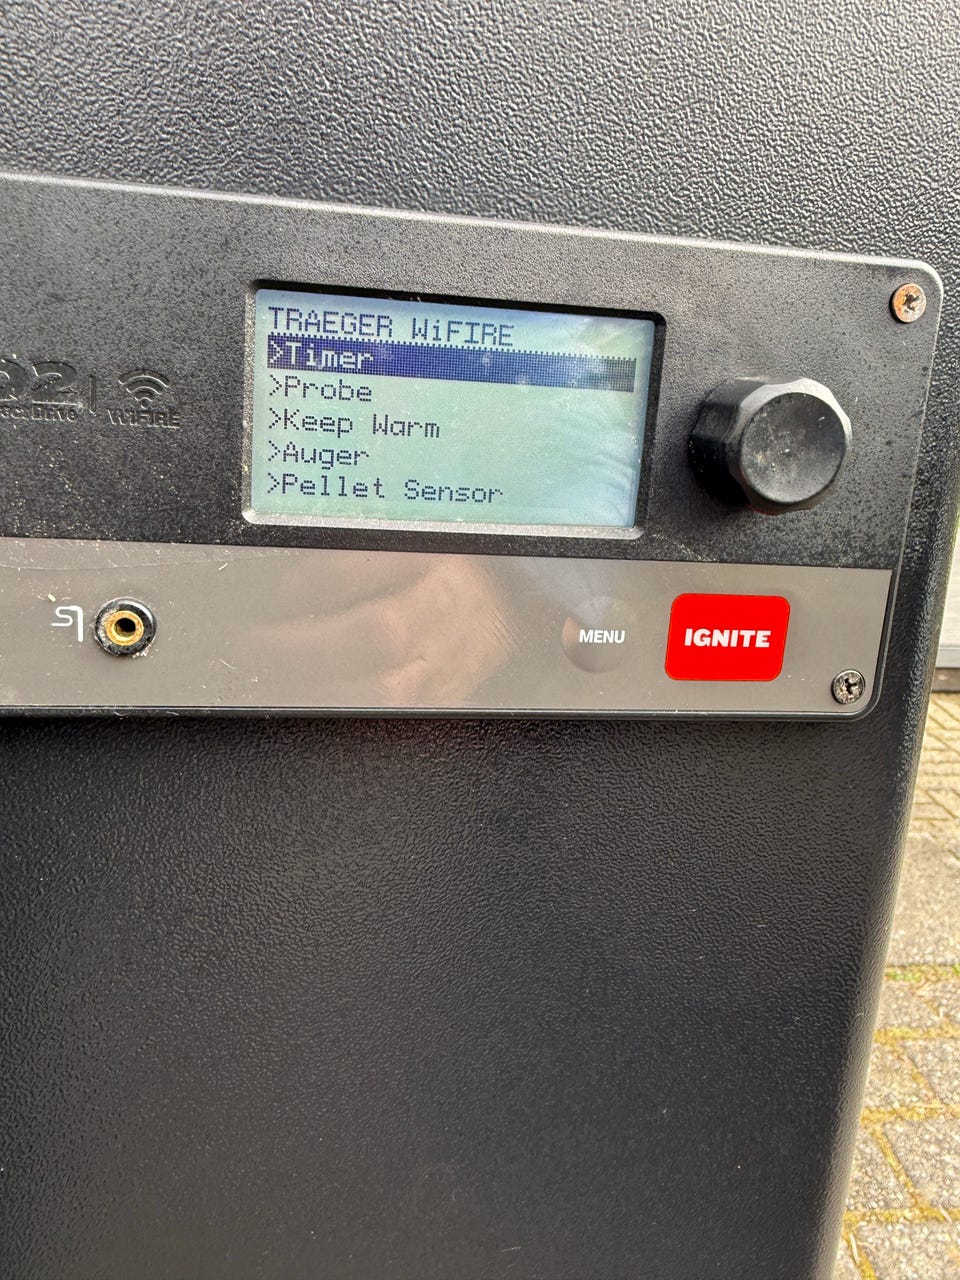 TRAEGER WiFIRE
>Timer
>Probe
>Keep Warm
>Auger
>Pellet Sensor
WiFIRE
MENU
IGNITE